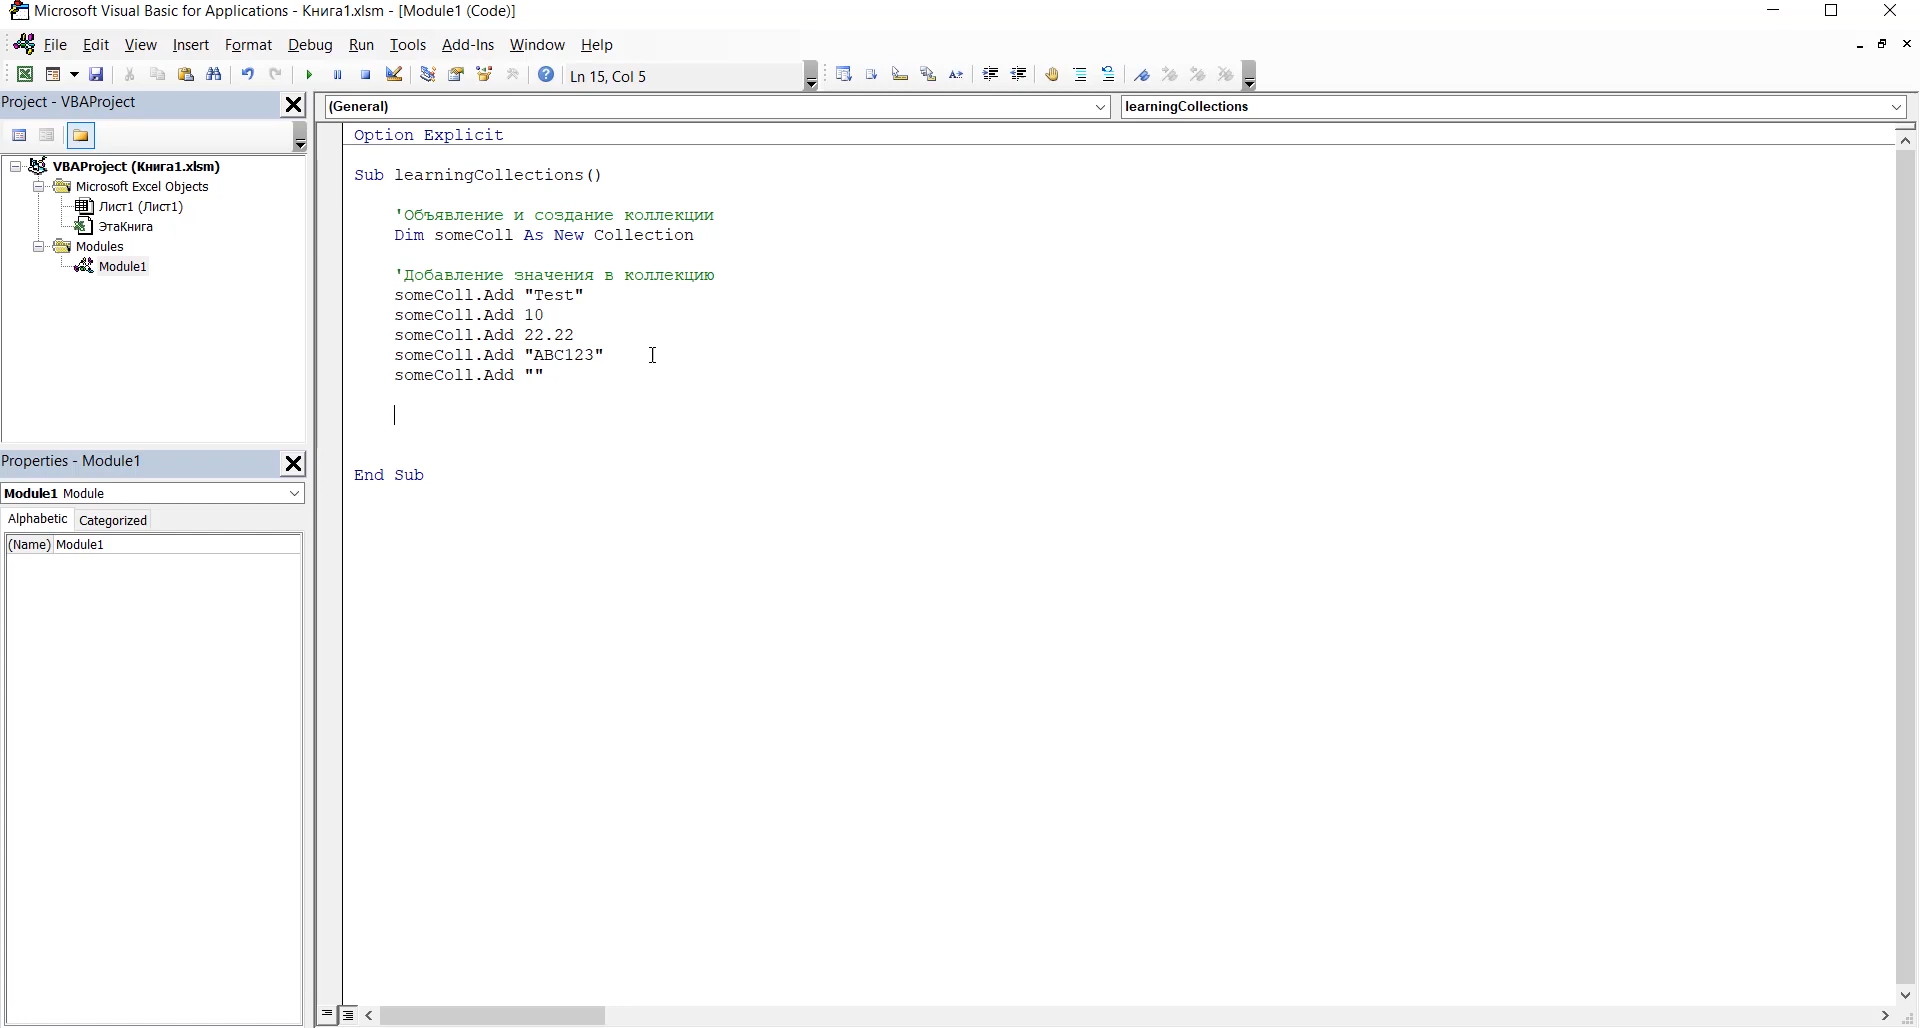 Microsoft Visual Basic for Applications - Книга1.xlsm - [Module1 (Code)]
File Edit View Insert Format Debug Run Tools Add-Ins Window Help
Ln 15, Col 5
Project - VBAProject
(General)
learningCollections
VBAProject (Книга1.xlsm)
Microsoft Excel Objects
Лист1 (Лист1)
ЭтаКнига
Modules
Module1
Properties - Module1
Module1 Module
Alphabetic Categorized
(Name) Module1
Option Explicit
Sub learningCollections()
'Объявление и создание коллекции
Dim someColl As New Collection
'Добавление значения в коллекцию
someColl.Add "Test"
someColl.Add 10
someColl.Add 22.22
someColl.Add "ABC123"
someColl.Add ""
End Sub